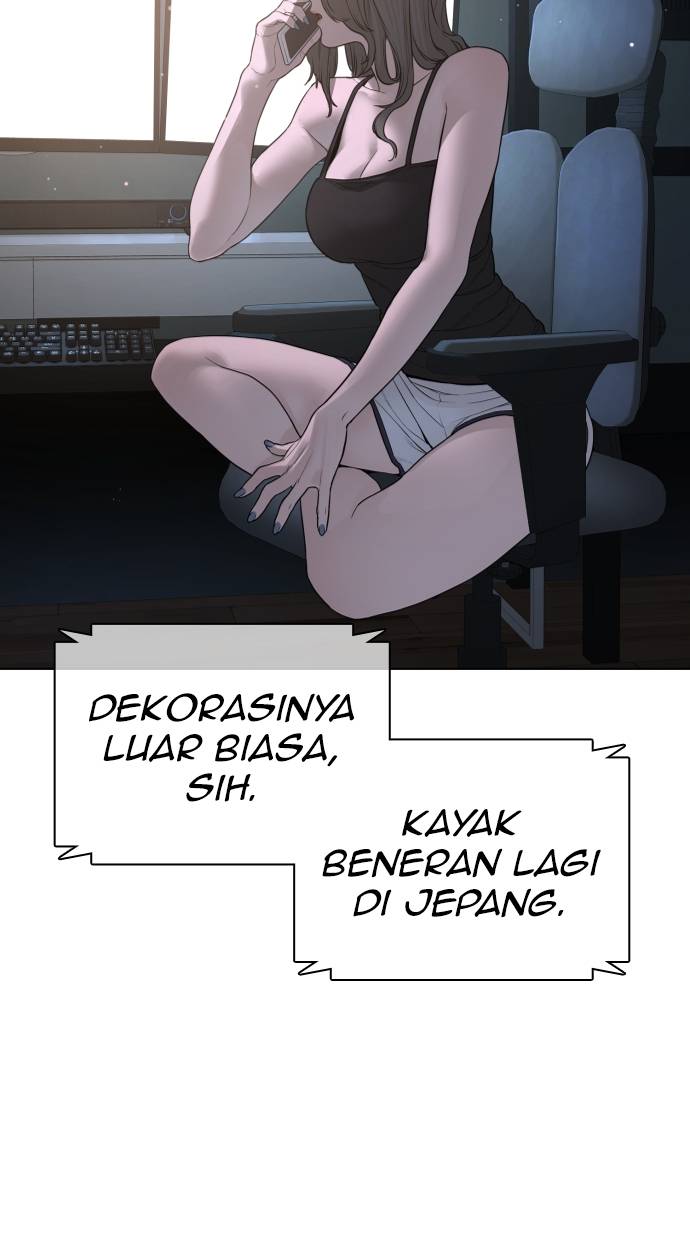 DEKORASINYA
LUAR BIASA,
SIH.
KAYAK
BENERAN LAGI
DI JEPANG.